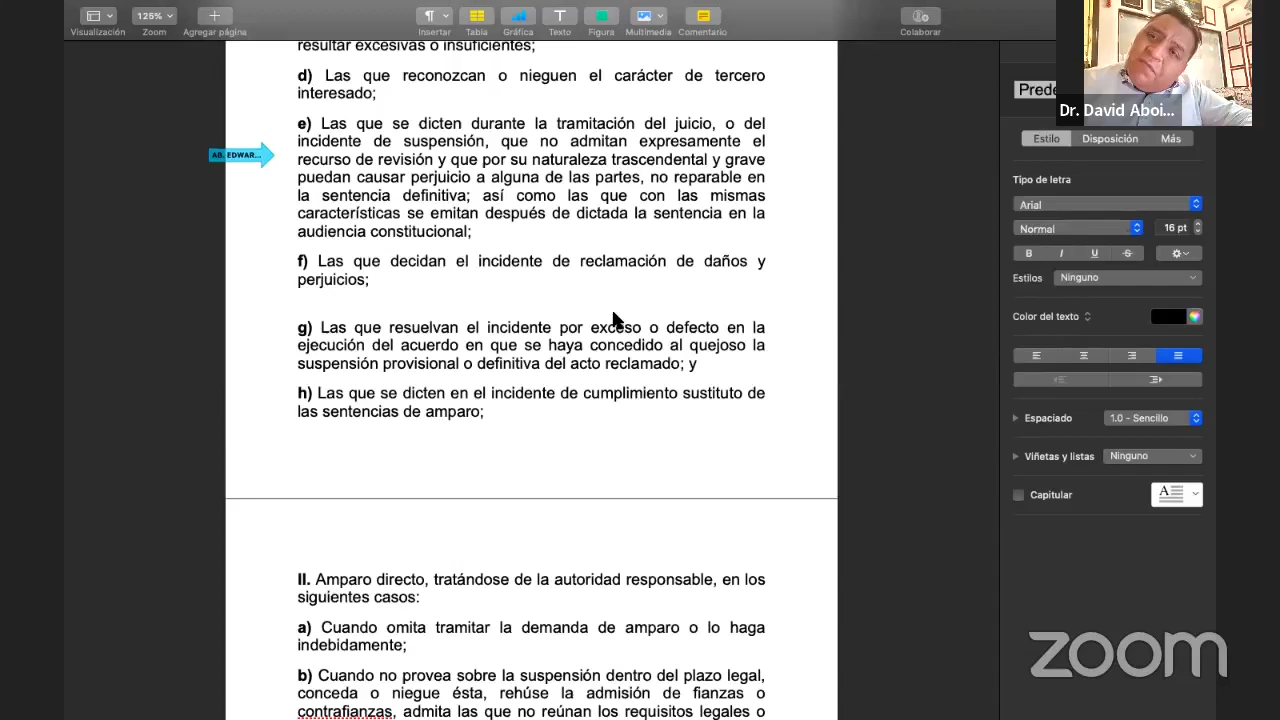 125%
Visualización
Zoom
Agregar página
Insertar
Tabla
Gráfica
Texto
Figura
Multimedia
Comentario
Colaborar
resultar excesivas o insuficientes;
d) Las que reconozcan o nieguen el carácter de tercero
interesado;
e) Las que se dicten durante la tramitación del juicio, o del
incidente de suspensión, que no admitan expresamente el
recurso de revisión y que por su naturaleza trascendental y grave
puedan causar perjuicio a alguna de las partes, no reparable en
la sentencia definitiva; así como las que con las mismas
características se emitan después de dictada la sentencia en la
audiencia constitucional;
AB. EDWAR...
f) Las que decidan el incidente de reclamación de daños y
perjuicios;
g) Las que resuelvan el incidente por exceso o defecto en la
ejecución del acuerdo en que se haya concedido al quejoso la
suspensión provisional o definitiva del acto reclamado; y
h) Las que se dicten en el incidente de cumplimiento sustituto de
las sentencias de amparo;
II. Amparo directo, tratándose de la autoridad responsable, en los
siguientes casos:
a) Cuando omita tramitar la demanda de amparo o lo haga
indebidamente;
b) Cuando no provea sobre la suspensión dentro del plazo legal,
conceda o niegue ésta, rehúse la admisión de fianzas o
contrafianzas, admita las que no reúnan los requisitos legales o
Prede
Dr. David Aboi...
Estilo
Disposición
Más
Tipo de letra
Arial
Normal
16 pt
B I U S
Estilos
Ninguno
Color del texto
Espaciado
1.0 - Sencillo
Viñetas y listas
Ninguno
Capitular
A
zoom